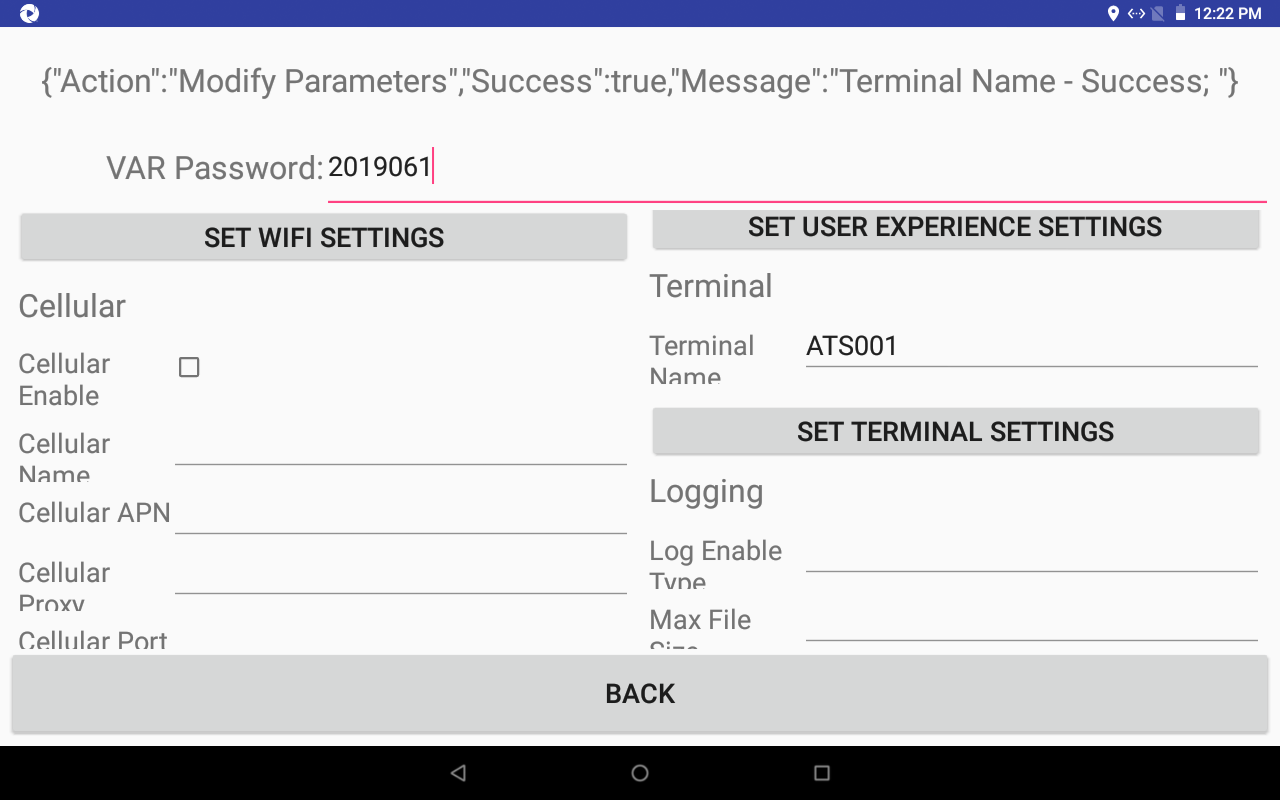 12:22 PM
{"Action":"Modify Parameters","Success":true,"Message":"Terminal Name - Success; "}
VAR Password: 2019061
SET WIFI SETTINGS
Cellular
Cellular
Enable
Cellular
Name
Cellular APN
Cellular
Proxy
Cellular Port
SET USER EXPERIENCE SETTINGS
Terminal
Terminal
Name
ATS001
SET TERMINAL SETTINGS
Logging
Log Enable
Type
Max File
Size
BACK